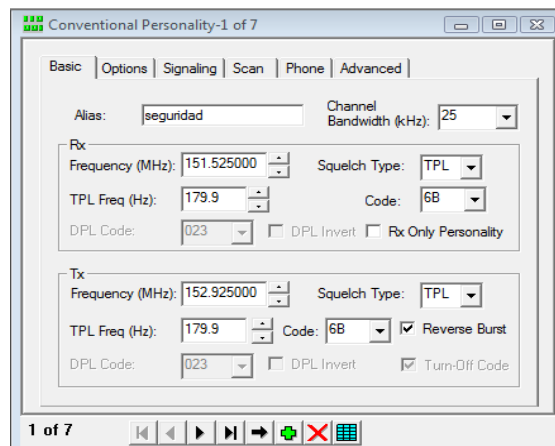 Conventional Personality-1 of 7
Basic Options Signaling Scan Phone Advanced
Alias: seguridad Channel Bandwidth (kHz): 25
Rx
Frequency (MHz): 151.525000 Squelch Type: TPL
TPL Freq (Hz): 179.9 Code: 6B
DPL Code: 023 DPL Invert Rx Only Personality
Tx
Frequency (MHz): 152.925000 Squelch Type: TPL
TPL Freq (Hz): 179.9 Code: 6B Reverse Burst
DPL Code: 023 DPL Invert Turn-Off Code
1 of 7